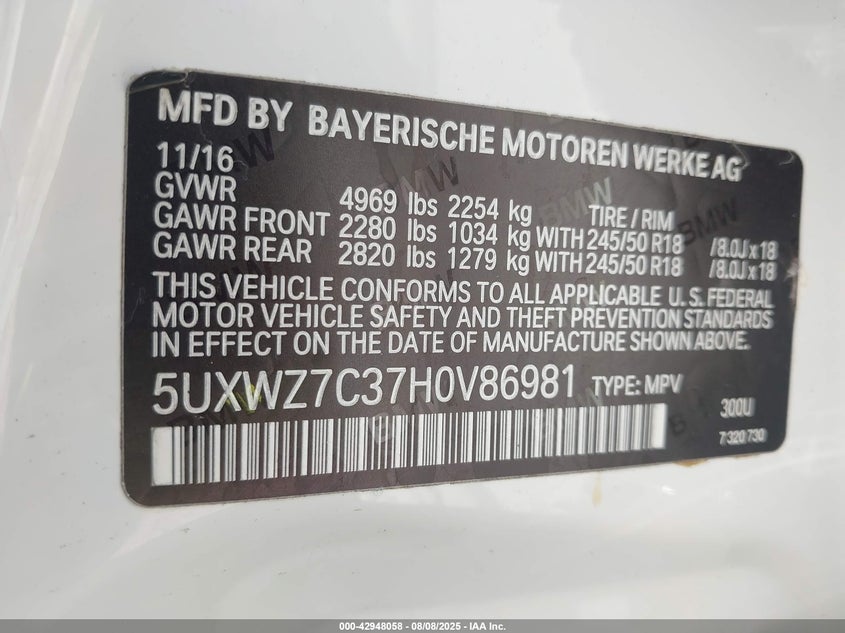 MFD BY BAYERISCHE MOTOREN WERKE AG
11/16
GVWR 4969 lbs 2254 kg TIRE / RIM
GAWR FRONT 2280 lbs 1034 kg WITH 245/50 R18 /8.0J x 18
GAWR REAR 2820 lbs 1279 kg WITH 245/50 R18 /8.0J x 18
THIS VEHICLE CONFORMS TO ALL APPLICABLE U.S. FEDERAL
MOTOR VEHICLE SAFETY AND THEFT PREVENTION STANDARDS
IN EFFECT ON THE DATE OF MANUFACTURE SHOWN ABOVE.
5UXWZ7C37H0V86981 TYPE: MPV 300U
7 320 730
000-42948058 - 08/08/2025 - IAA Inc.